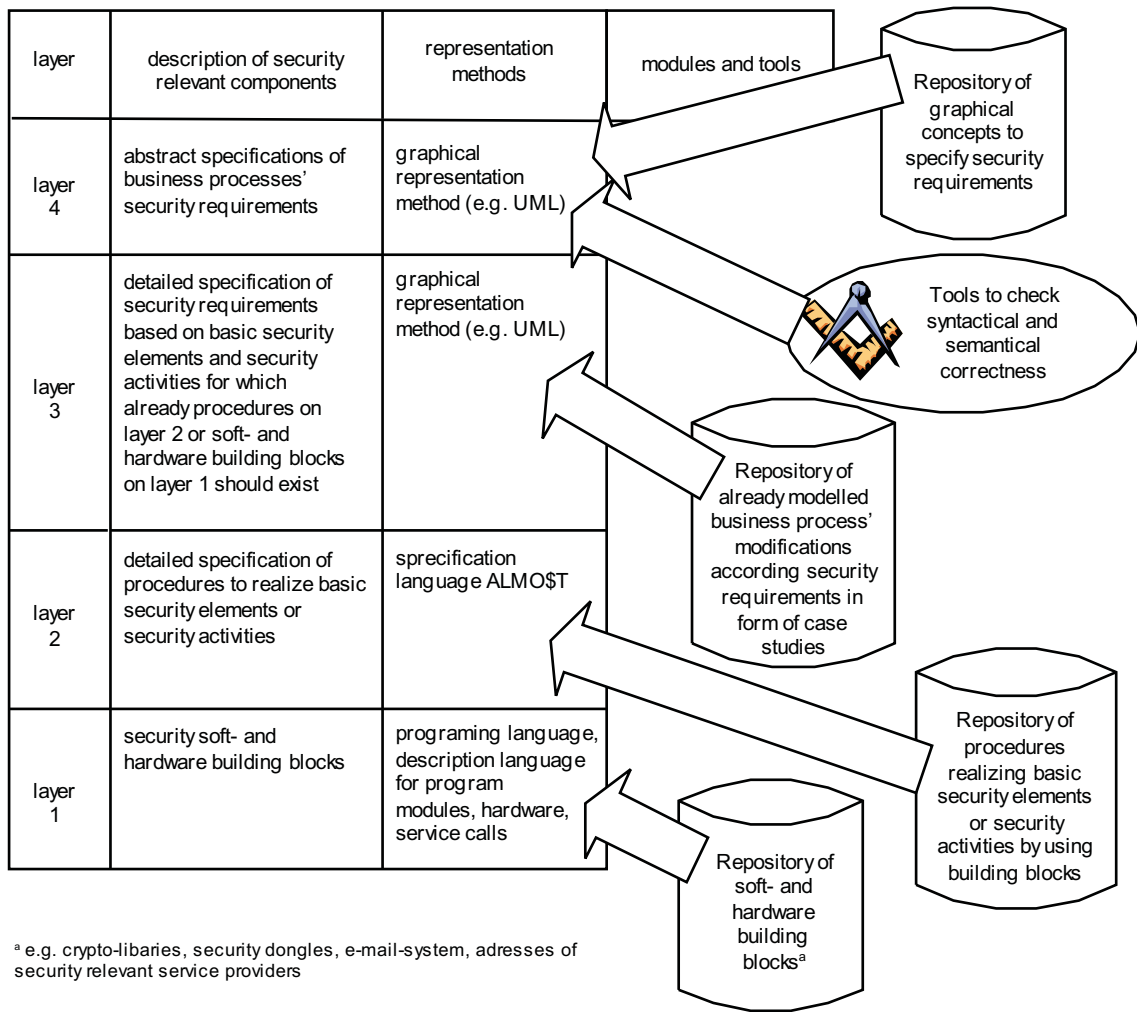 layer
description of security
relevant components
representation
methods
modules and tools
layer
4
abstract specifications of
business processes'
security requirements
graphical
representation
method (e.g. UML)
Repository of
graphical
concepts to
specify security
requirements
layer
3
detailed specification of
security requirements
based on basic security
elements and security
activities for which
already procedures on
layer 2 or soft- and
hardware building blocks
on layer 1 should exist
graphical
representation
method (e.g. UML)
Tools to check
syntactical and
semantical
correctness
Repository of
already modelled
business process'
modifications
according security
requirements in
form of case
studies
layer
2
detailed specification of
procedures to realize basic
security elements or
security activities
sprecification
language ALMO$T
Repository of
procedures
realizing basic
security elements
or security
activities by using
building blocks
layer
1
security soft- and
hardware building blocks
programing language,
description language
for program
modules, hardware,
service calls
Repository of
soft- and
hardware
building
blocksᵃ
ᵃ e.g. crypto-libaries, security dongles, e-mail-system, adresses of
security relevant service providers